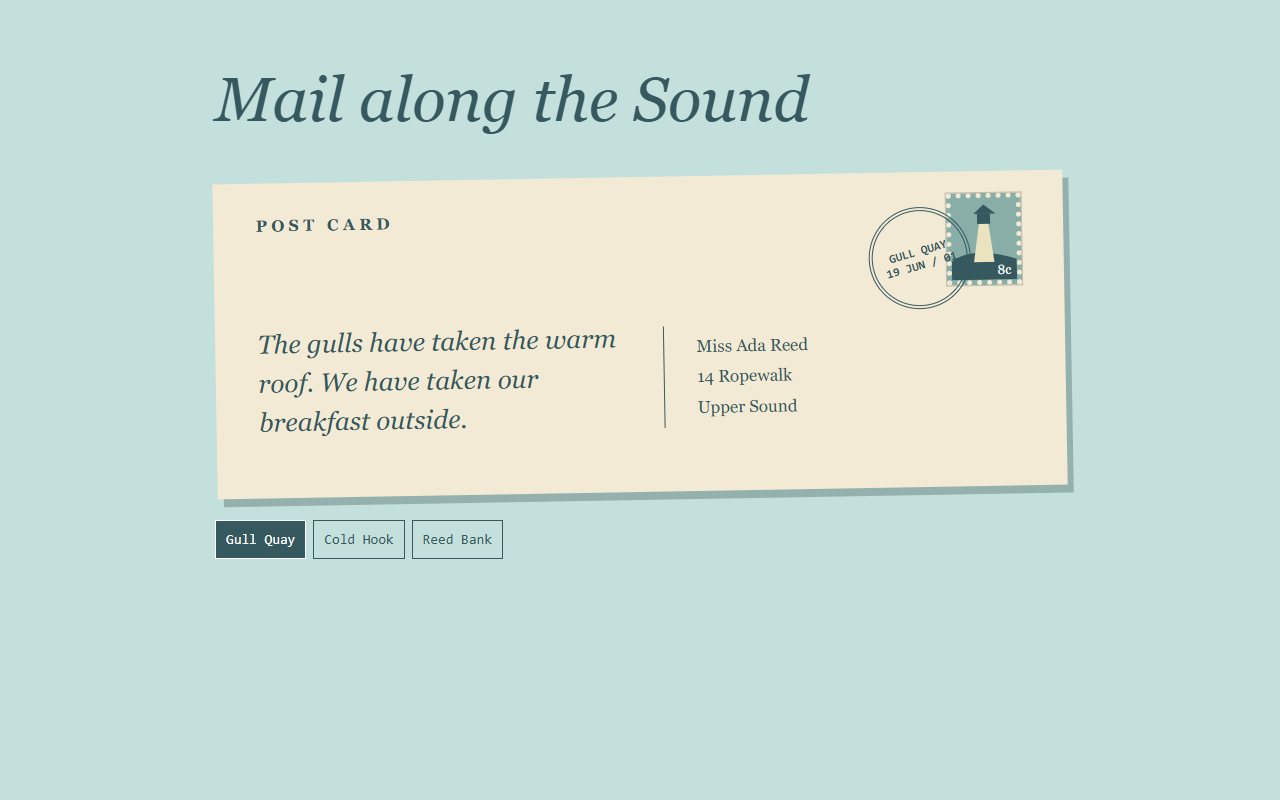 Mail along the Sound
POST CARD
GULL QUAY
19 JUN / 01
8c
The gulls have taken the warm
roof. We have taken our
breakfast outside.
Miss Ada Reed
14 Ropewalk
Upper Sound
Gull Quay
Cold Hook
Reed Bank